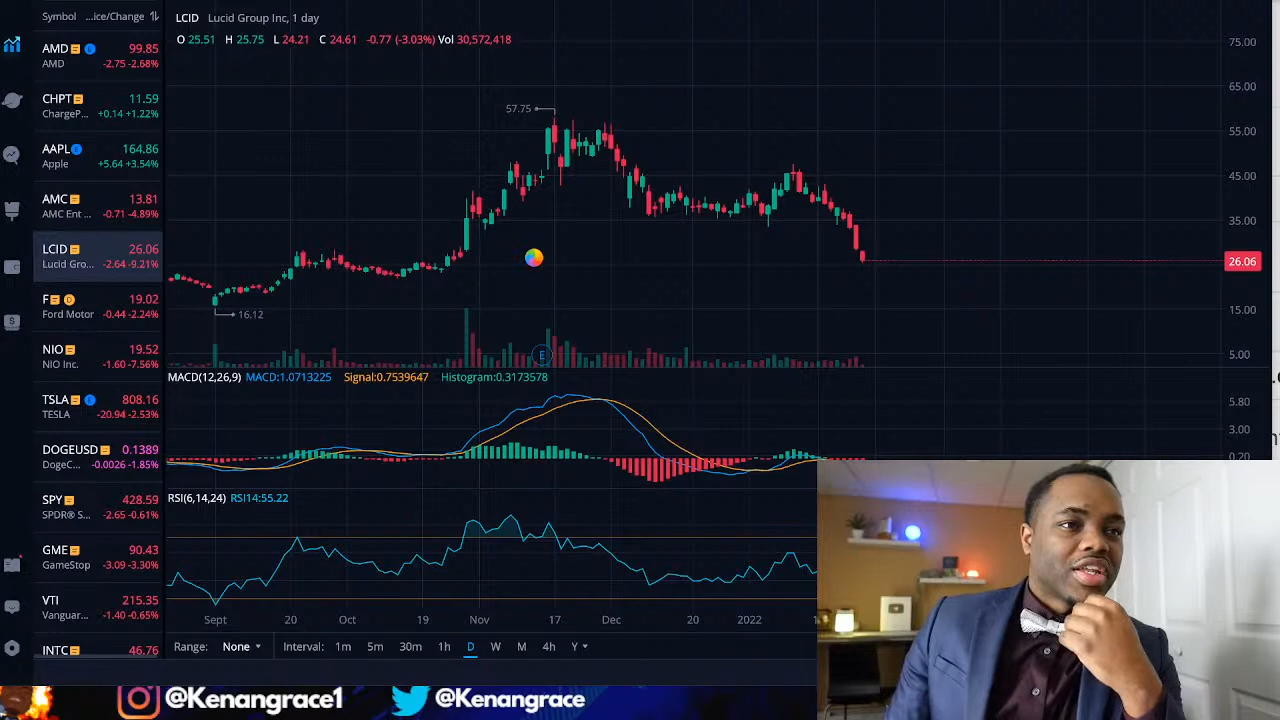 Symbol ...ice/Change
AMD 99.85
AMD -2.75 -2.68%
CHPT 11.59
ChargeP... +0.14 +1.22%
AAPL 164.86
Apple +5.64 +3.54%
AMC 13.81
AMC Ent ... -0.71 -4.89%
LCID 26.06
Lucid Gro... -2.64 -9.21%
F 19.02
Ford Motor -0.44 -2.24%
NIO 19.52
NIO Inc. -1.60 -7.56%
TSLA 808.16
TESLA -20.94 -2.53%
DOGEUSD 0.1389
DogeC... -0.0026 -1.85%
SPY 428.59
SPDR® S... -2.65 -0.61%
GME 90.43
GameStop -3.09 -3.30%
VTI 215.35
Vanguar... -1.40 -0.65%
INTC 46.76
LCID Lucid Group Inc, 1 day
O 25.51 H 25.75 L 24.21 C 24.61 -0.77 (-3.03%) Vol 30,572,418
57.75
16.12
E
75.00
65.00
55.00
45.00
35.00
26.06
15.00
5.00
MACD(12,26,9) MACD:1.0713225 Signal:0.7539647 Histogram:0.3173578
5.80
3.00
0.20
RSI(6,14,24) RSI14:55.22
Sept 20 Oct 19 Nov 17 Dec 20 2022
Range: None Interval: 1m 5m 30m 1h D W M 4h Y
@Kenangrace1 @Kenangrace